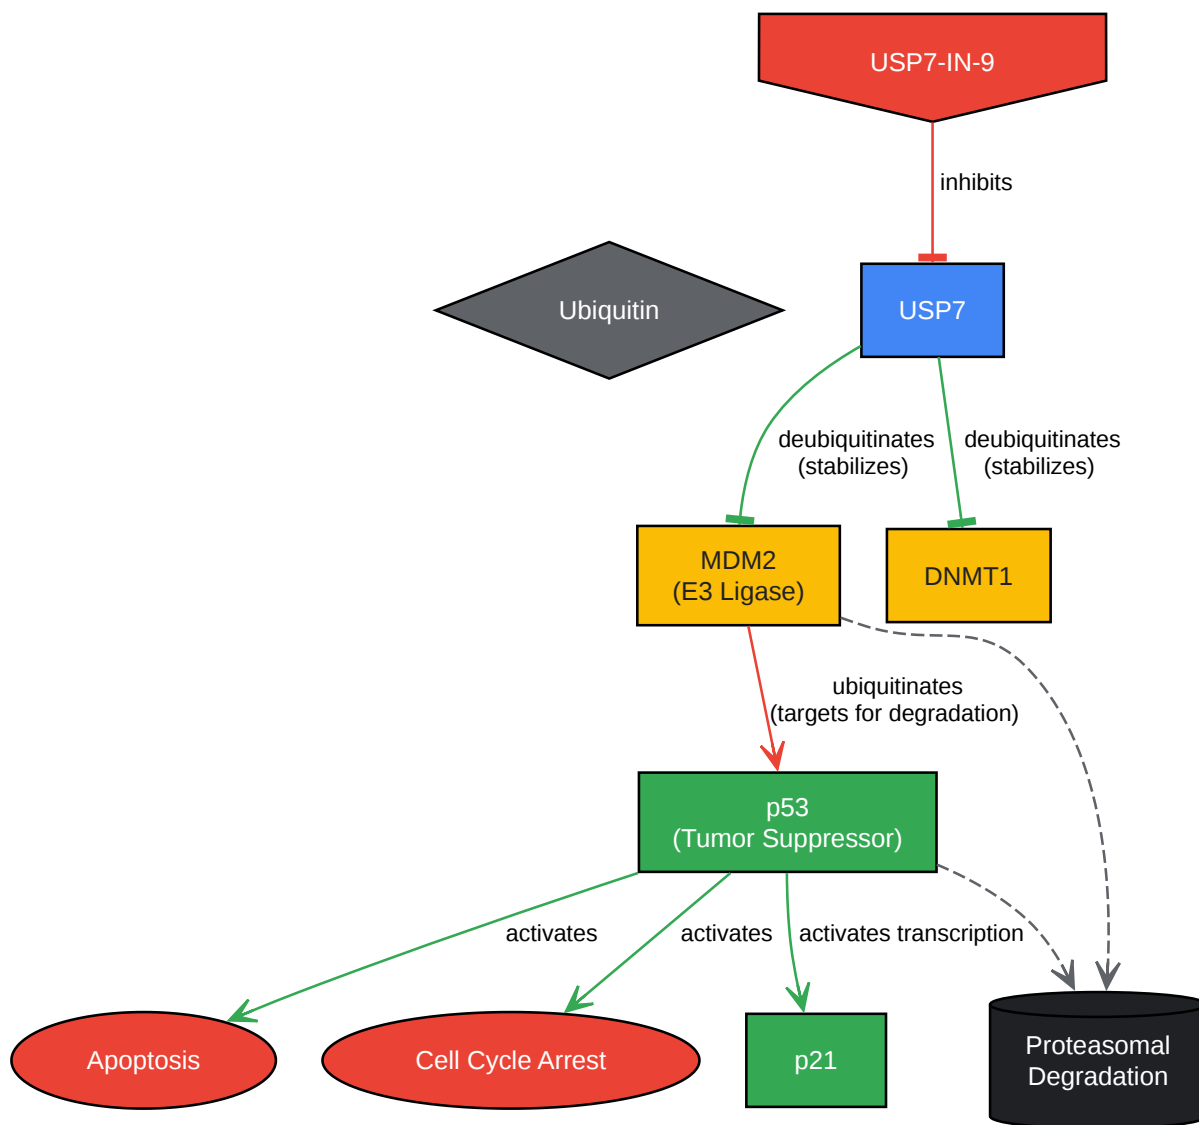 USP7-IN-9
inhibits
Ubiquitin
USP7
deubiquitinates
(stabilizes)
deubiquitinates
(stabilizes)
MDM2
(E3 Ligase)
DNMT1
ubiquitinates
(targets for degradation)
p53
(Tumor Suppressor)
activates
activates
activates transcription
Apoptosis
Cell Cycle Arrest
p21
Proteasomal
Degradation